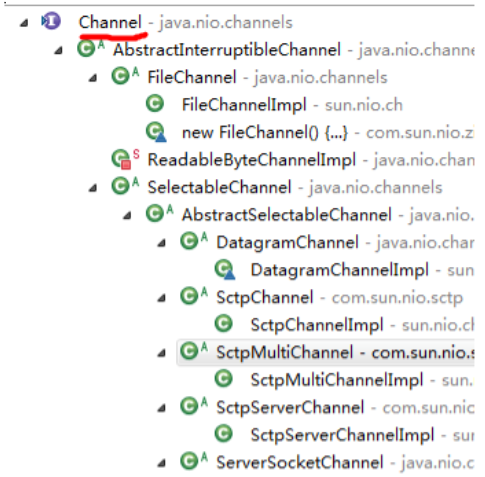 Channel - java.nio.channels
AbstractInterruptibleChannel - java.nio.channe
FileChannel - java.nio.channels
FileChannelImpl - sun.nio.ch
new FileChannel() {...} - com.sun.nio.zi
ReadableByteChannelImpl - java.nio.chan
SelectableChannel - java.nio.channels
AbstractSelectableChannel - java.nio.
DatagramChannel - java.nio.char
DatagramChannelImpl - sun
SctpChannel - com.sun.nio.sctp
SctpChannelImpl - sun.nio.cl
SctpMultiChannel - com.sun.nio.s
SctpMultiChannelImpl - sun.
SctpServerChannel - com.sun.nic
SctpServerChannelImpl - sur
ServerSocketChannel - java.nio.c